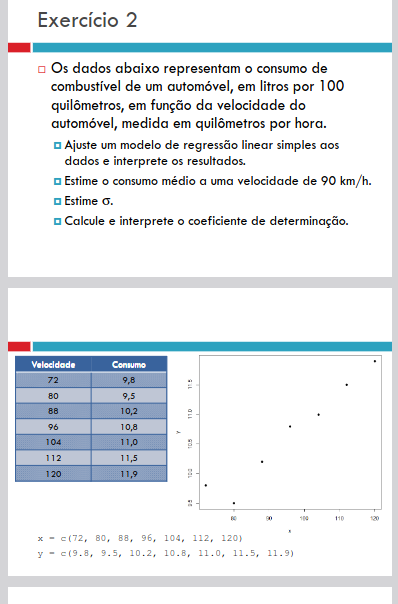 Exercício 2
Os dados abaixo representam o consumo de
combustível de um automóvel, em litros por 100
quilômetros, em função da velocidade do
automóvel, medida em quilômetros por hora.
Ajuste um modelo de regressão linear simples aos
dados e interprete os resultados.
Estime o consumo médio a uma velocidade de 90 km/h.
Estime σ.
Calcule e interprete o coeficiente de determinação.
Velocidade Consumo
72 9,8
80 9,5
88 10,2
96 10,8
104 11,0
112 11,5
120 11,9
11.5
11.0
10.5
10.0
9.5
y
80 90 100 110 120
x
x = c(72, 80, 88, 96, 104, 112, 120)
y = c(9.8, 9.5, 10.2, 10.8, 11.0, 11.5, 11.9)